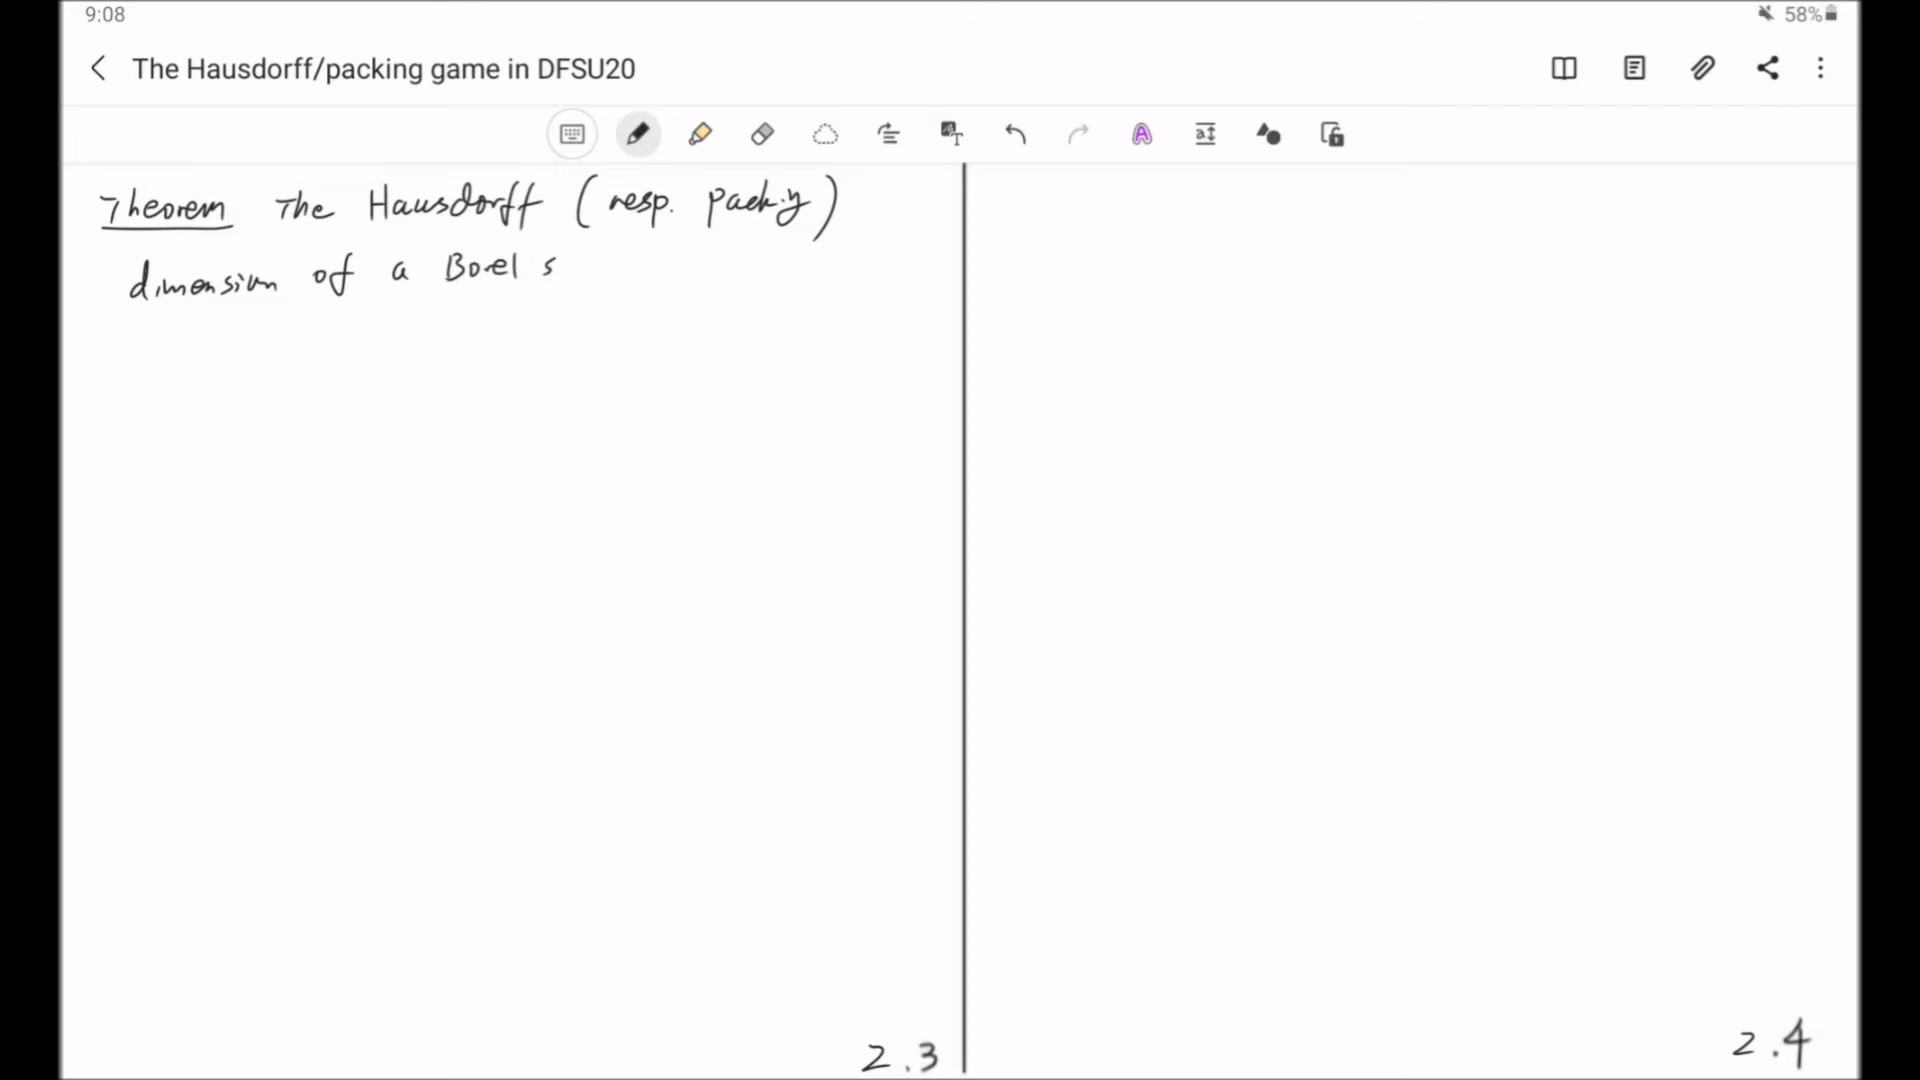 9:08
58%
The Hausdorff/packing game in DFSU20
Theorem The Hausdorff (resp. packing)
dimension of a Borel s
2.3
2.4